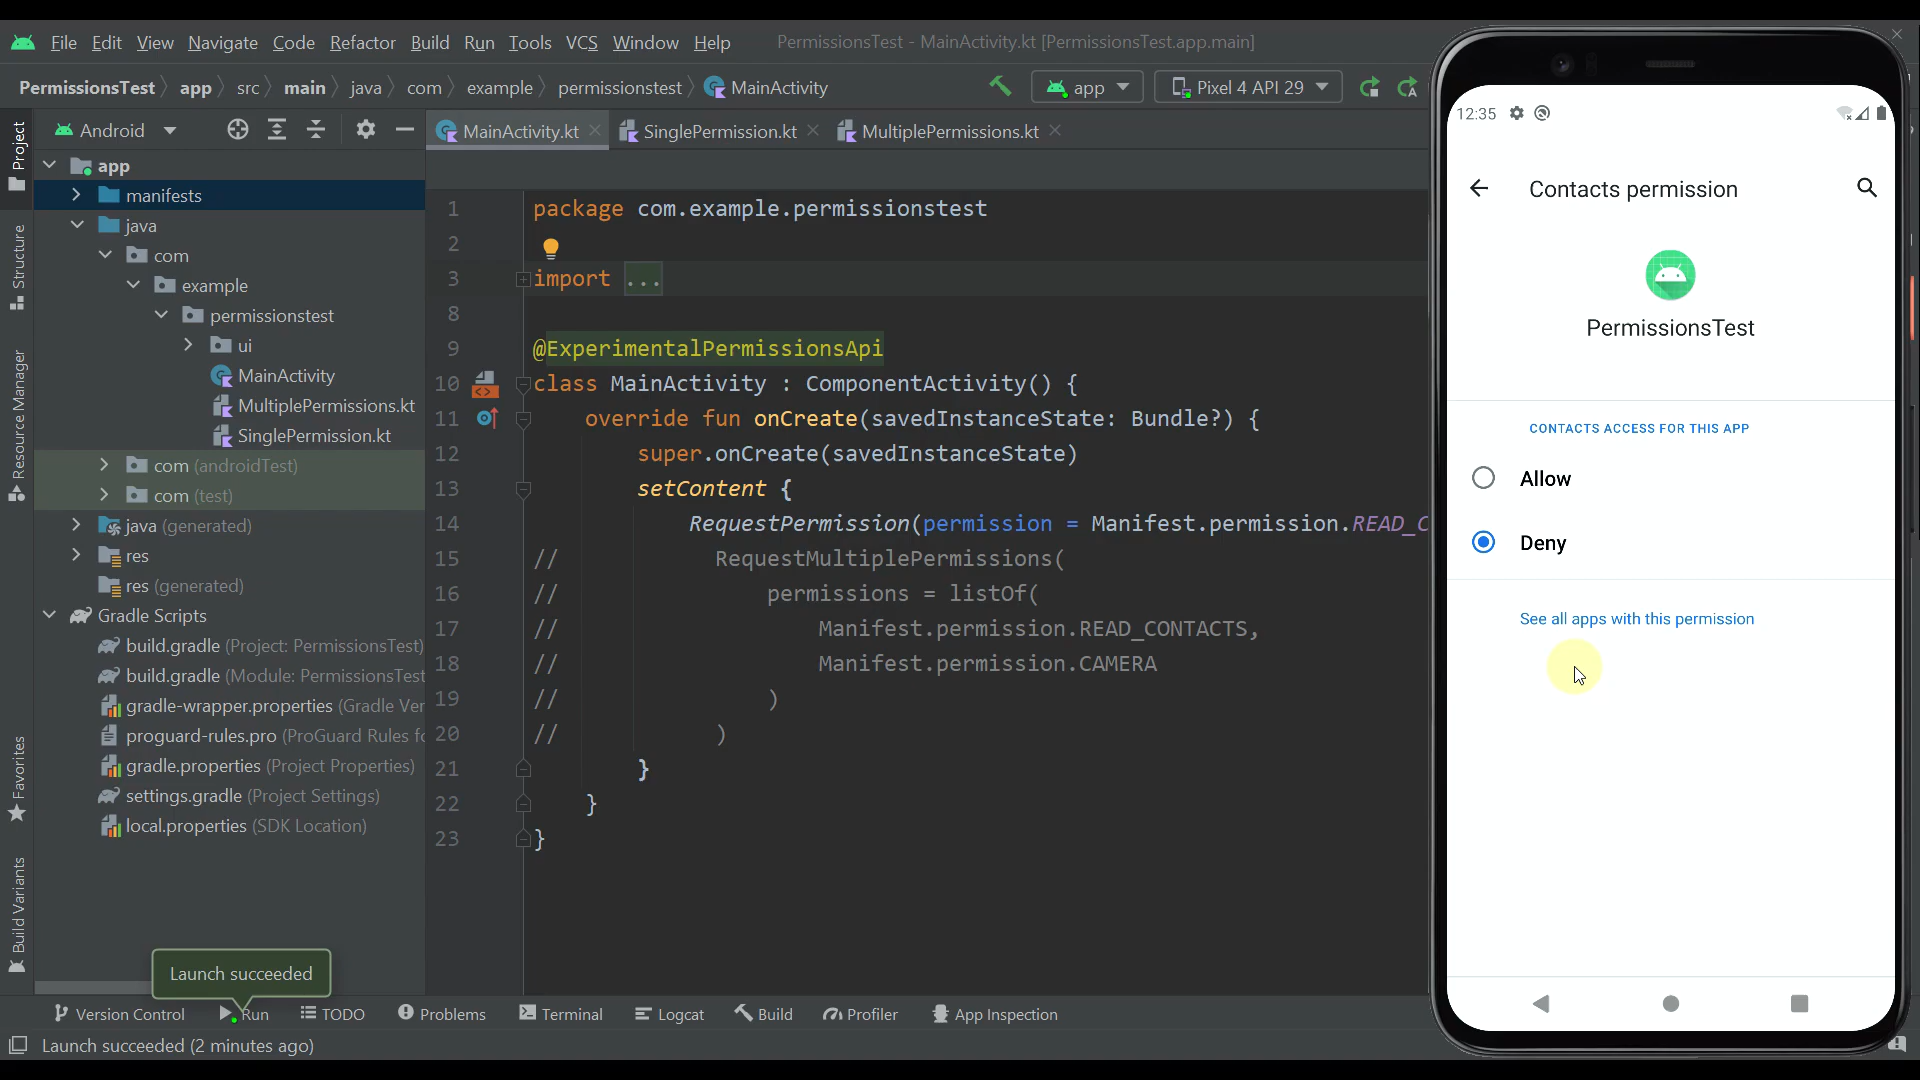 File Edit View Navigate Code Refactor Build Run Tools VCS Window Help PermissionsTest - MainActivity.kt [PermissionsTest.app.main]
PermissionsTest app src main java com example permissionstest MainActivity app Pixel 4 API 29
Android
MainActivity.kt SinglePermission.kt MultiplePermissions.kt
Project
Structure
Resource Manager
Favorites
Build Variants
app
manifests
java
com
example
permissionstest
ui
MainActivity
MultiplePermissions.kt
SinglePermission.kt
com (androidTest)
com (test)
java (generated)
res
res (generated)
Gradle Scripts
build.gradle (Project: PermissionsTest)
build.gradle (Module: PermissionsTest
gradle-wrapper.properties (Gradle Ver
proguard-rules.pro (ProGuard Rules fo
gradle.properties (Project Properties)
settings.gradle (Project Settings)
local.properties (SDK Location)
1 package com.example.permissionstest
2
3 import ...
8
9 @ExperimentalPermissionsApi
10 class MainActivity : ComponentActivity() {
11 override fun onCreate(savedInstanceState: Bundle?) {
12 super.onCreate(savedInstanceState)
13 setContent {
14 RequestPermission(permission = Manifest.permission.READ_C
15 // RequestMultiplePermissions(
16 // permissions = listOf(
17 // Manifest.permission.READ_CONTACTS,
18 // Manifest.permission.CAMERA
19 // )
20 // )
21 }
22 }
23 }
12:35
Contacts permission
PermissionsTest
CONTACTS ACCESS FOR THIS APP
Allow
Deny
See all apps with this permission
Launch succeeded
Version Control Run TODO Problems Terminal Logcat Build Profiler App Inspection
Launch succeeded (2 minutes ago)